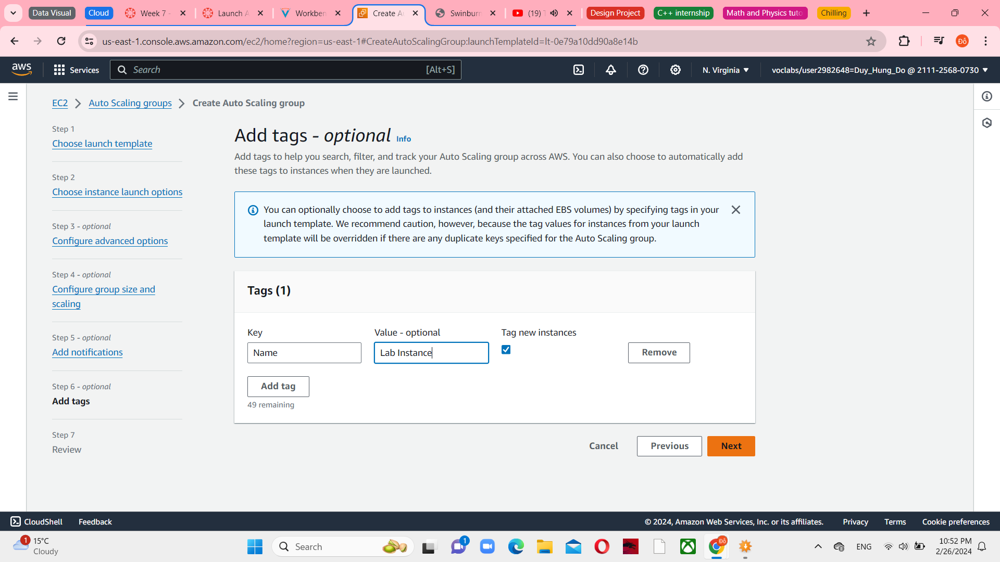 Data Visual
Cloud
Week 7 -
Launch A
Workben
Create Au
Swinburn
(19)
Design Project
C++ internship
Math and Physics tuto
Chilling
us-east-1.console.aws.amazon.com/ec2/home?region=us-east-1#CreateAutoScalingGroup:launchTemplateId=lt-0e79a10dd90a8e14b
Đỗ
aws
Services
Search
[Alt+S]
N. Virginia
voclabs/user2982648=Duy_Hung_Do @ 2111-2568-0730
EC2
Auto Scaling groups
Create Auto Scaling group
Step 1
Choose launch template
Step 2
Choose instance launch options
Step 3 - optional
Configure advanced options
Step 4 - optional
Configure group size and
scaling
Step 5 - optional
Add notifications
Step 6 - optional
Add tags
Step 7
Review
Add tags - optional Info
Add tags to help you search, filter, and track your Auto Scaling group across AWS. You can also choose to automatically add
these tags to instances when they are launched.
You can optionally choose to add tags to instances (and their attached EBS volumes) by specifying tags in your
launch template. We recommend caution, however, because the tag values for instances from your launch
template will be overridden if there are any duplicate keys specified for the Auto Scaling group.
Tags (1)
Key
Value - optional
Tag new instances
Name
Lab Instance
Remove
Add tag
49 remaining
Cancel
Previous
Next
CloudShell
Feedback
© 2024, Amazon Web Services, Inc. or its affiliates.
Privacy
Terms
Cookie preferences
1
15°C
Cloudy
Search
1
Đỗ
ENG
10:52 PM
2/26/2024